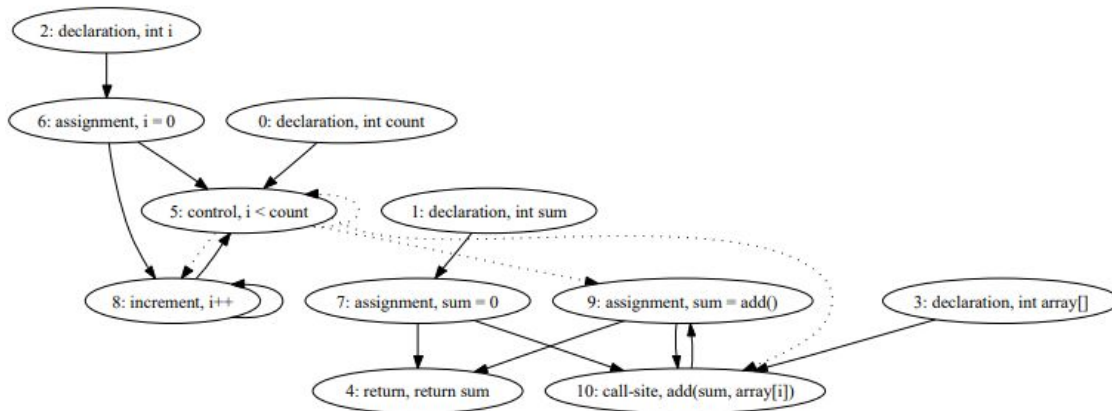 2: declaration, int i
6: assignment, i = 0
0: declaration, int count
5: control, i < count
1: declaration, int sum
8: increment, i++
7: assignment, sum = 0
9: assignment, sum = add()
3: declaration, int array[]
4: return, return sum
10: call-site, add(sum, array[i])